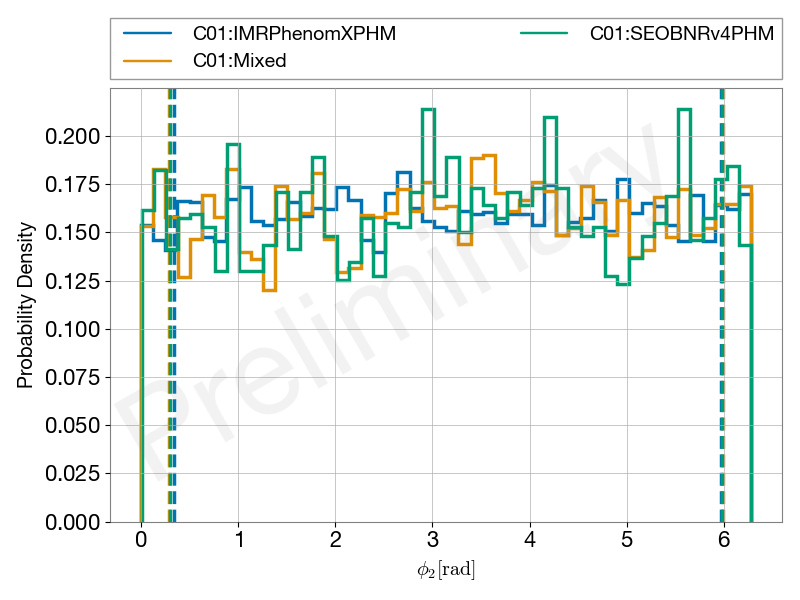 C01:IMRPhenomXPHM
C01:Mixed
C01:SEOBNRv4PHM
0.200
0.175
0.150
0.125
0.100
0.075
0.050
0.025
0.000
Probability Density
Preliminary
0 1 2 3 4 5 6
ϕ₂[rad]